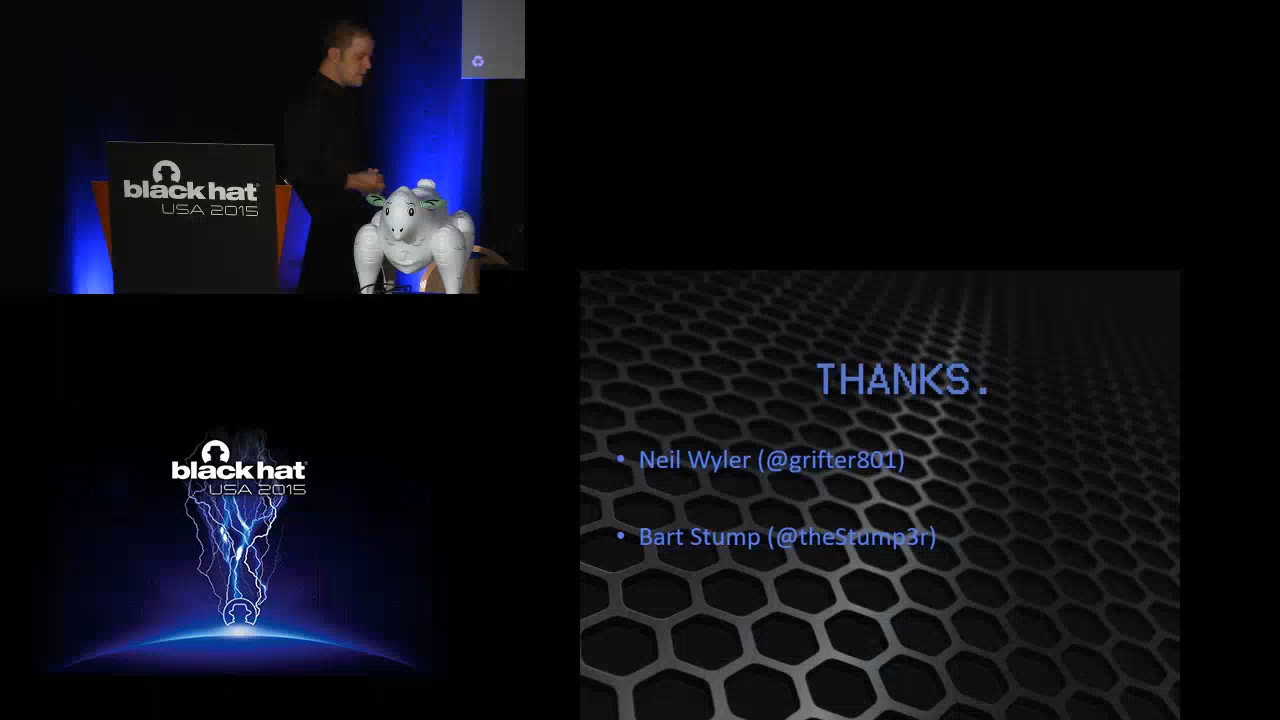 black hat
USA 2015
THANKS.
• Neil Wyler (@grifter801)
• Bart Stump (@theStump3r)
black hat
USA 2015